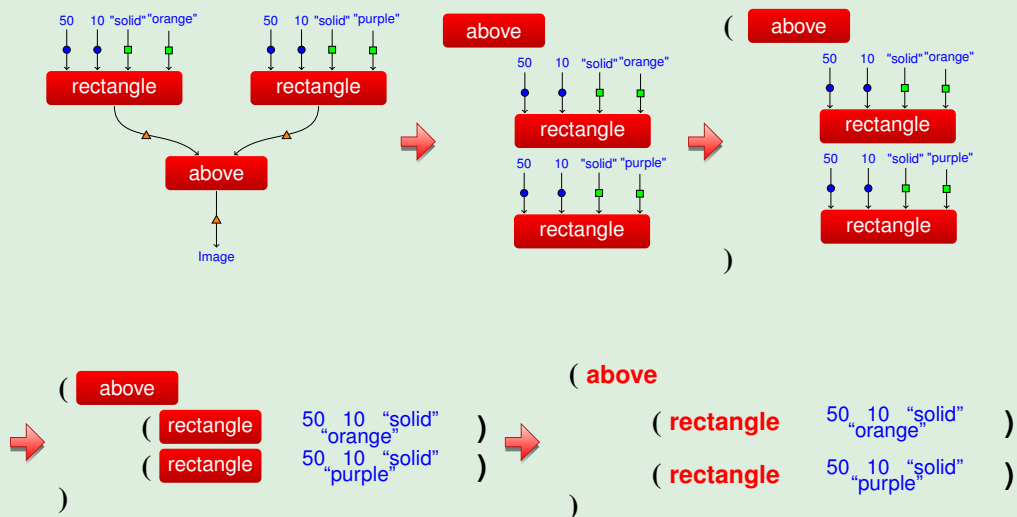 50 10 "solid" "orange"
rectangle
50 10 "solid" "purple"
rectangle
above
Image
above
50 10 "solid" "orange"
rectangle
50 10 "solid" "purple"
rectangle
( above
50 10 "solid" "orange"
rectangle
50 10 "solid" "purple"
rectangle
)
( above
( rectangle 50 10 “solid”
“orange” )
( rectangle 50 10 “solid”
“purple” )
)
( above
( rectangle 50 10 “solid”
“orange” )
( rectangle 50 10 “solid”
“purple” )
)